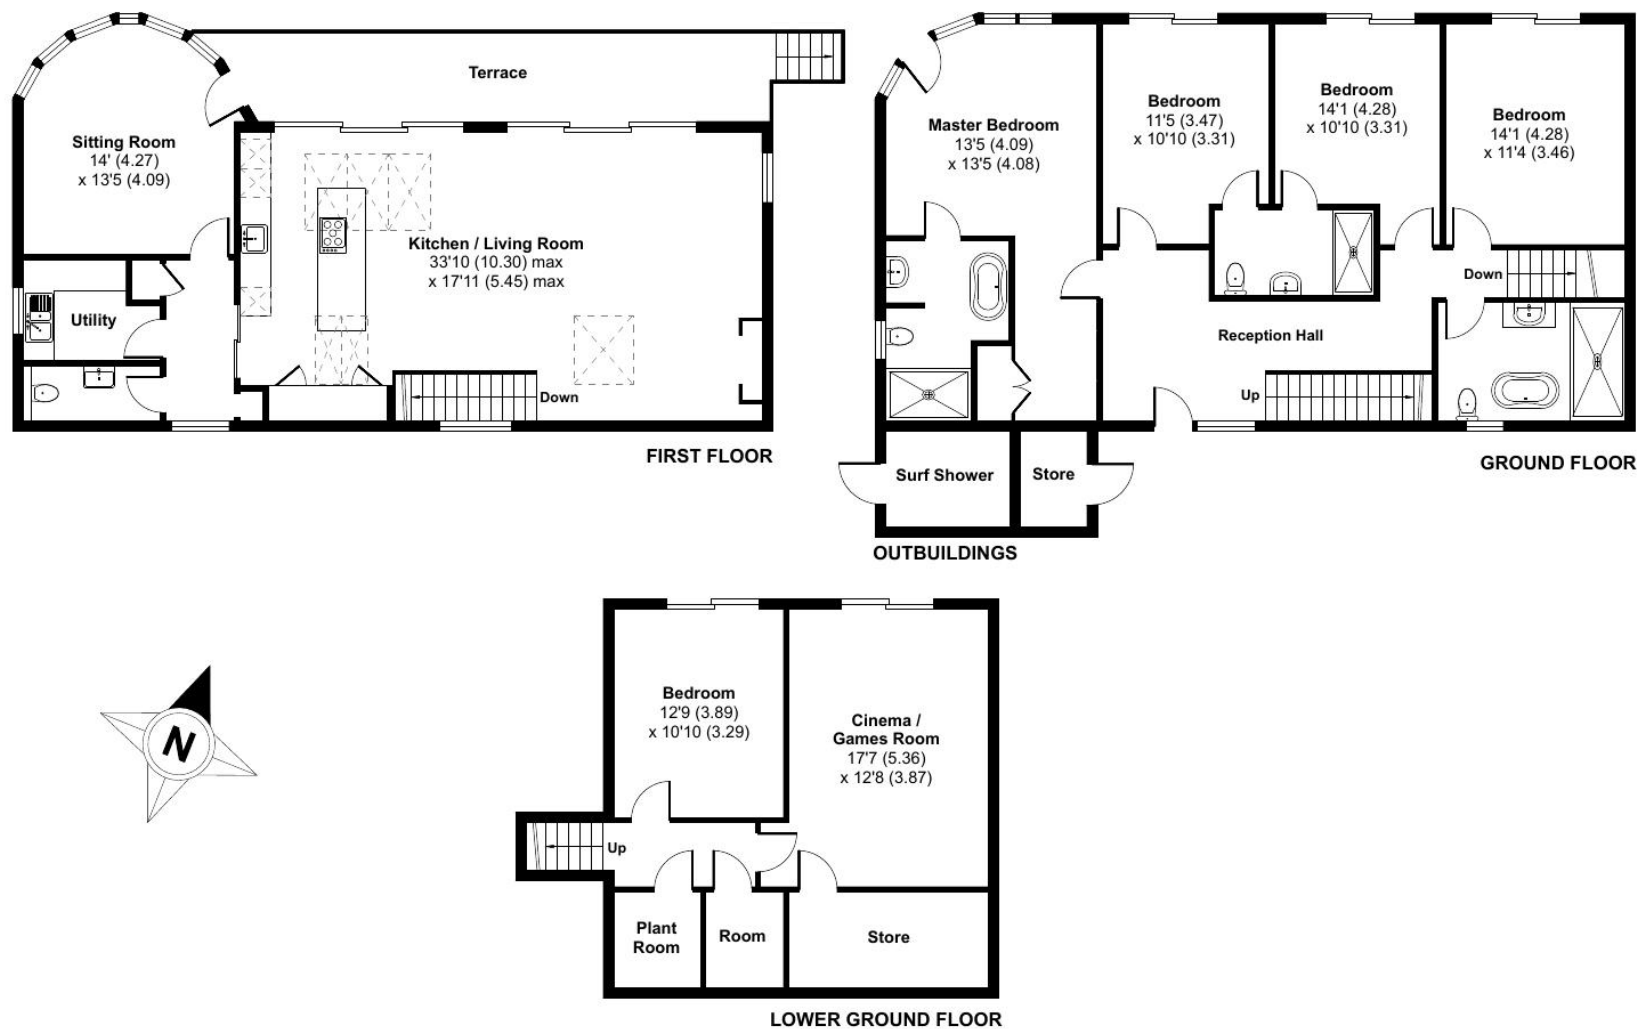 Terrace
Sitting Room
14' (4.27)
x 13'5 (4.09)
Kitchen / Living Room
33'10 (10.30) max
x 17'11 (5.45) max
Utility
Down
FIRST FLOOR
Master Bedroom
13'5 (4.09)
x 13'5 (4.08)
Bedroom
11'5 (3.47)
x 10'10 (3.31)
Bedroom
14'1 (4.28)
x 10'10 (3.31)
Bedroom
14'1 (4.28)
x 11'4 (3.46)
Down
Reception Hall
Up
GROUND FLOOR
Surf Shower
Store
OUTBUILDINGS
Bedroom
12'9 (3.89)
x 10'10 (3.29)
Cinema /
Games Room
17'7 (5.36)
x 12'8 (3.87)
Up
Plant
Room
Room
Store
LOWER GROUND FLOOR
N